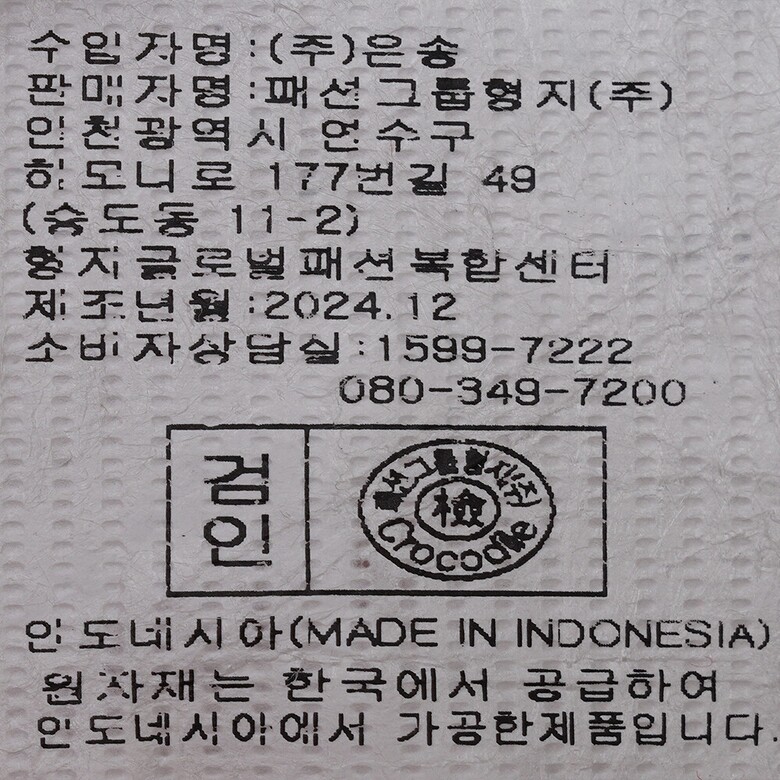 수입자명:(주)은송
판매자명:패션그룹형지(주)
인천광역시 연수구
하모니로 177번길 49
(송도동 11-2)
형지글로벌패션복합센터
제조년월:2024.12
소비자상담실:1599-7222
080-349-7200
검인
패션그룹형지(주)
檢
Crocodile
인도네시아(MADE IN INDONESIA)
원자재는 한국에서 공급하여
인도네시아에서 가공한제품입니다.